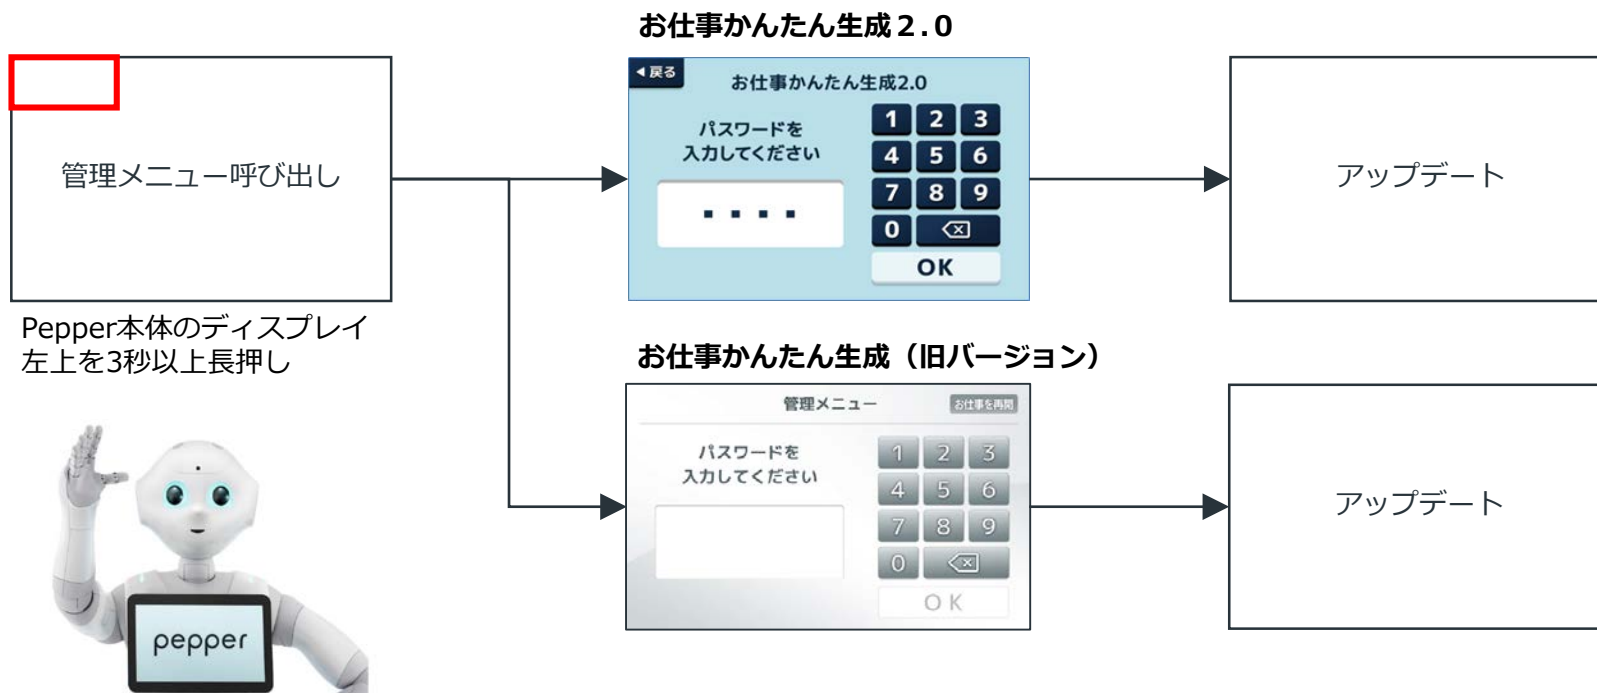 お仕事かんたん生成2.0
管理メニュー呼び出し
Pepper本体のディスプレイ
左上を3秒以上長押し
pepper
戻る
お仕事かんたん生成2.0
パスワードを
入力してください
1 2 3
4 5 6
7 8 9
0
OK
アップデート
お仕事かんたん生成（旧バージョン）
管理メニュー
お仕事を再開
パスワードを
入力してください
1 2 3
4 5 6
7 8 9
0
OK
アップデート